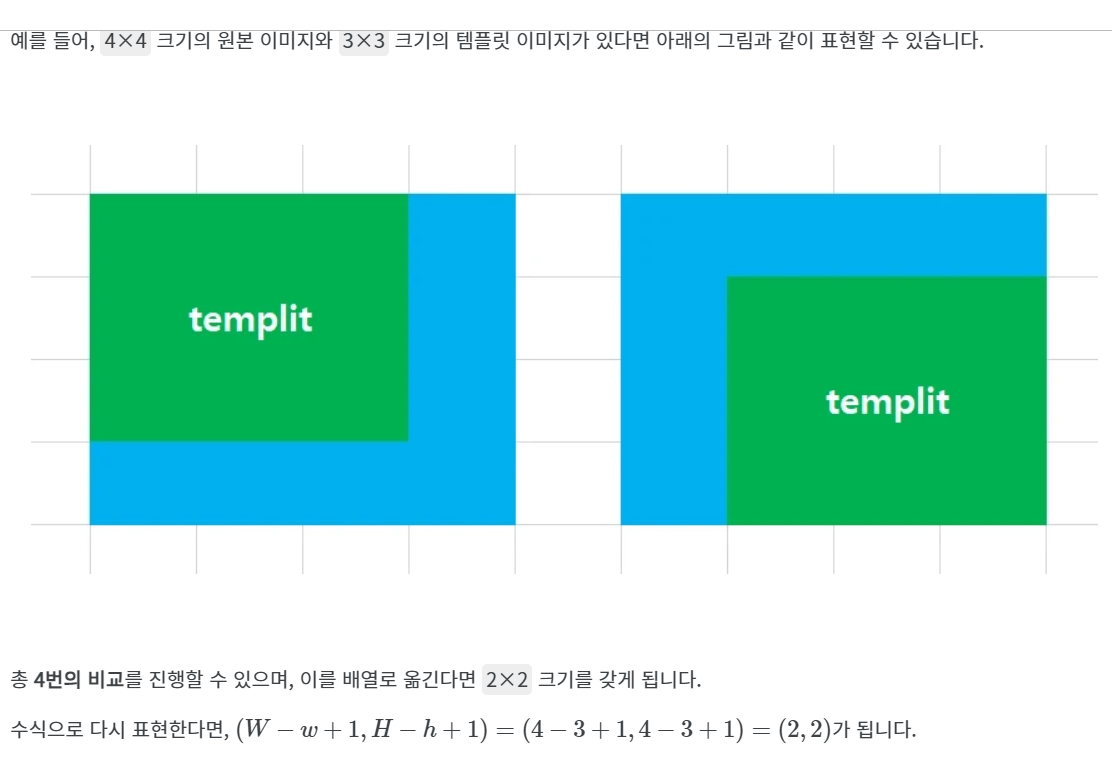 예를 들어, 4×4 크기의 원본 이미지와 3×3 크기의 템플릿 이미지가 있다면 아래의 그림과 같이 표현할 수 있습니다.
templit
templit
총 4번의 비교를 진행할 수 있으며, 이를 배열로 옮긴다면 2×2 크기를 갖게 됩니다.
수식으로 다시 표현한다면, (W − w + 1, H − h + 1) = (4 − 3 + 1, 4 − 3 + 1) = (2, 2)가 됩니다.